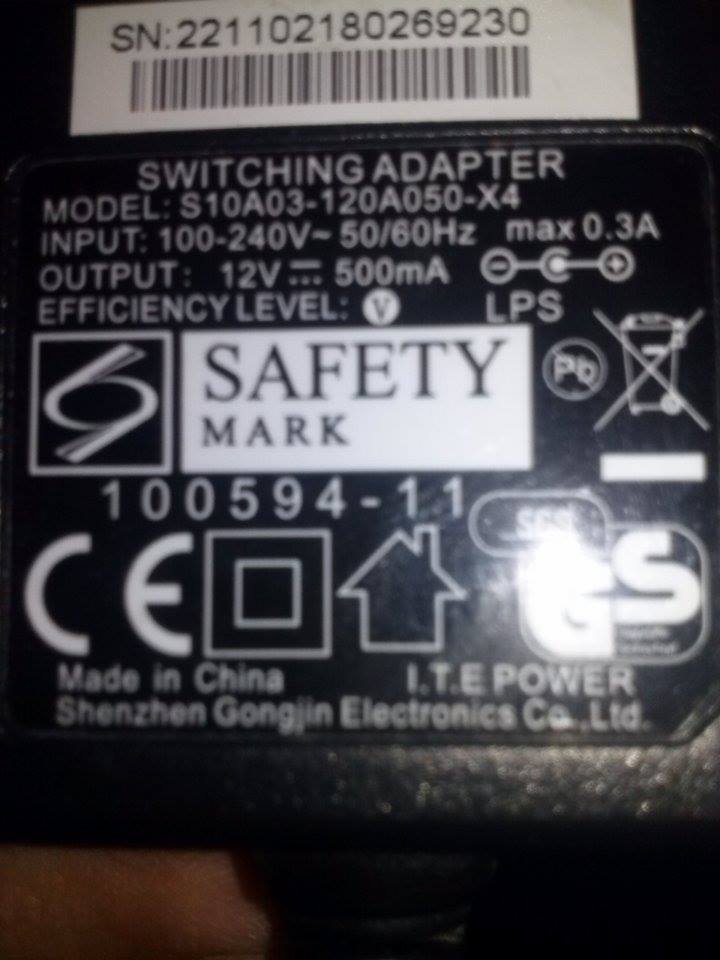 SN:221102180269230
SWITCHING ADAPTER
MODEL: S10A03-120A050-X4
INPUT: 100-240V~ 50/60Hz max 0.3A
OUTPUT: 12V⎓ 500mA
EFFICIENCY LEVEL: V
LPS
SAFETY
MARK
Pb
100594-11
SGS
CE
GS
Made in China
I.T.E POWER
Shenzhen Gongjin Electronics Co.,Ltd.